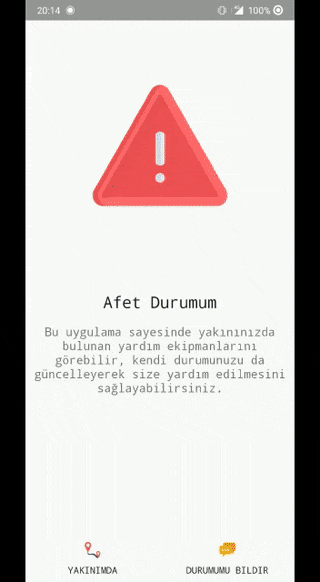 20:14
100%
Afet Durumum
Bu uygulama sayesinde yakınınızda
bulunan yardım ekipmanlarını
görebilir, kendi durumunuzu da
güncelleyerek size yardım edilmesini
sağlayabilirsiniz.
YAKINIMDA
DURUMUMU BILDIR